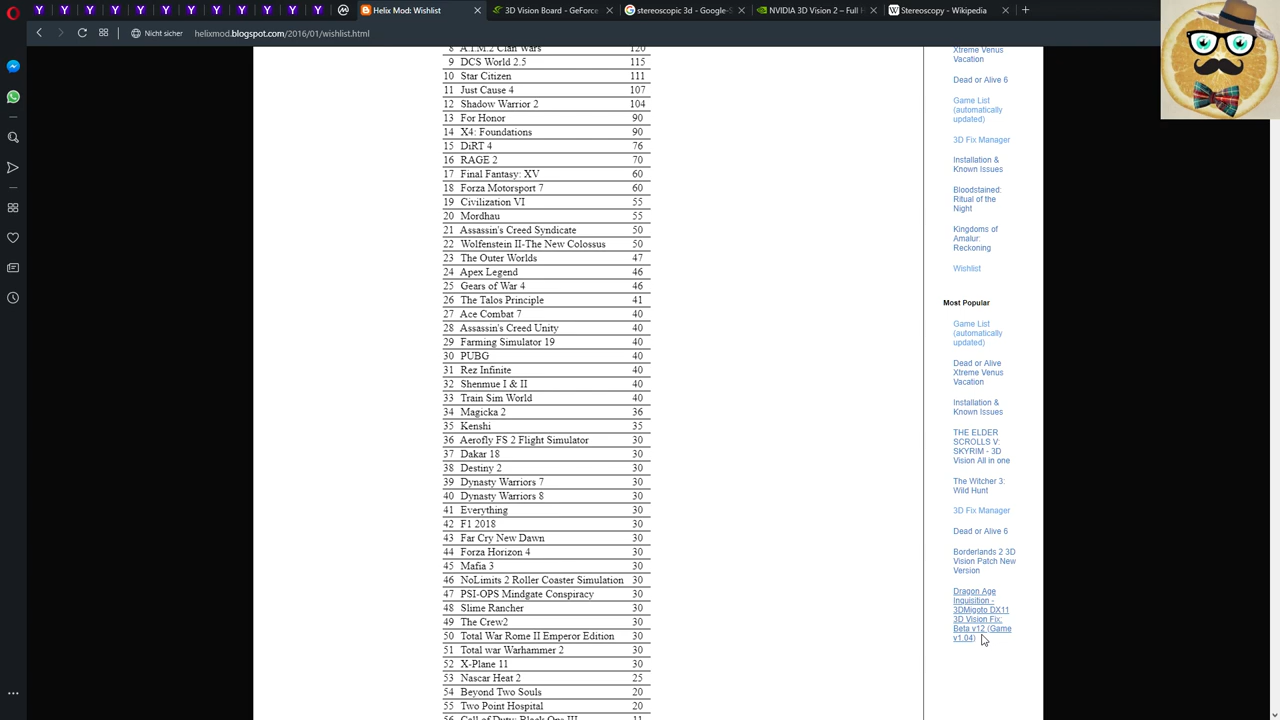 Helix Mod: Wishlist
3D Vision Board - GeForce
stereoscopic 3d - Google-S
NVIDIA 3D Vision 2 – Full H
Stereoscopy - Wikipedia
Nicht sicher
helixmod.blogspot.com/2016/01/wishlist.html
8 A.I.M.2 Clan Wars 120
9 DCS World 2.5 115
10 Star Citizen 111
11 Just Cause 4 107
12 Shadow Warrior 2 104
13 For Honor 90
14 X4: Foundations 90
15 DiRT 4 76
16 RAGE 2 70
17 Final Fantasy: XV 60
18 Forza Motorsport 7 60
19 Civilization VI 55
20 Mordhau 55
21 Assassin's Creed Syndicate 50
22 Wolfenstein II-The New Colossus 50
23 The Outer Worlds 47
24 Apex Legend 46
25 Gears of War 4 46
26 The Talos Principle 41
27 Ace Combat 7 40
28 Assassin's Creed Unity 40
29 Farming Simulator 19 40
30 PUBG 40
31 Rez Infinite 40
32 Shenmue I & II 40
33 Train Sim World 40
34 Magicka 2 36
35 Kenshi 35
36 Aerofly FS 2 Flight Simulator 30
37 Dakar 18 30
38 Destiny 2 30
39 Dynasty Warriors 7 30
40 Dynasty Warriors 8 30
41 Everything 30
42 F1 2018 30
43 Far Cry New Dawn 30
44 Forza Horizon 4 30
45 Mafia 3 30
46 NoLimits 2 Roller Coaster Simulation 30
47 PSI-OPS Mindgate Conspiracy 30
48 Slime Rancher 30
49 The Crew2 30
50 Total War Rome II Emperor Edition 30
51 Total war Warhammer 2 30
52 X-Plane 11 30
53 Nascar Heat 2 25
54 Beyond Two Souls 20
55 Two Point Hospital 20
56 Call of Duty: Black Ops III 11
Xtreme Venus
Vacation
Dead or Alive 6
Game List
(automatically
updated)
3D Fix Manager
Installation &
Known Issues
Bloodstained:
Ritual of the
Night
Kingdoms of
Amalur:
Reckoning
Wishlist
Most Popular
Game List
(automatically
updated)
Dead or Alive
Xtreme Venus
Vacation
Installation &
Known Issues
THE ELDER
SCROLLS V:
SKYRIM - 3D
Vision All in one
The Witcher 3:
Wild Hunt
3D Fix Manager
Dead or Alive 6
Borderlands 2 3D
Vision Patch New
Version
Dragon Age
Inquisition -
3DMigoto DX11
3D Vision Fix:
Beta v12 (Game
v1.04)